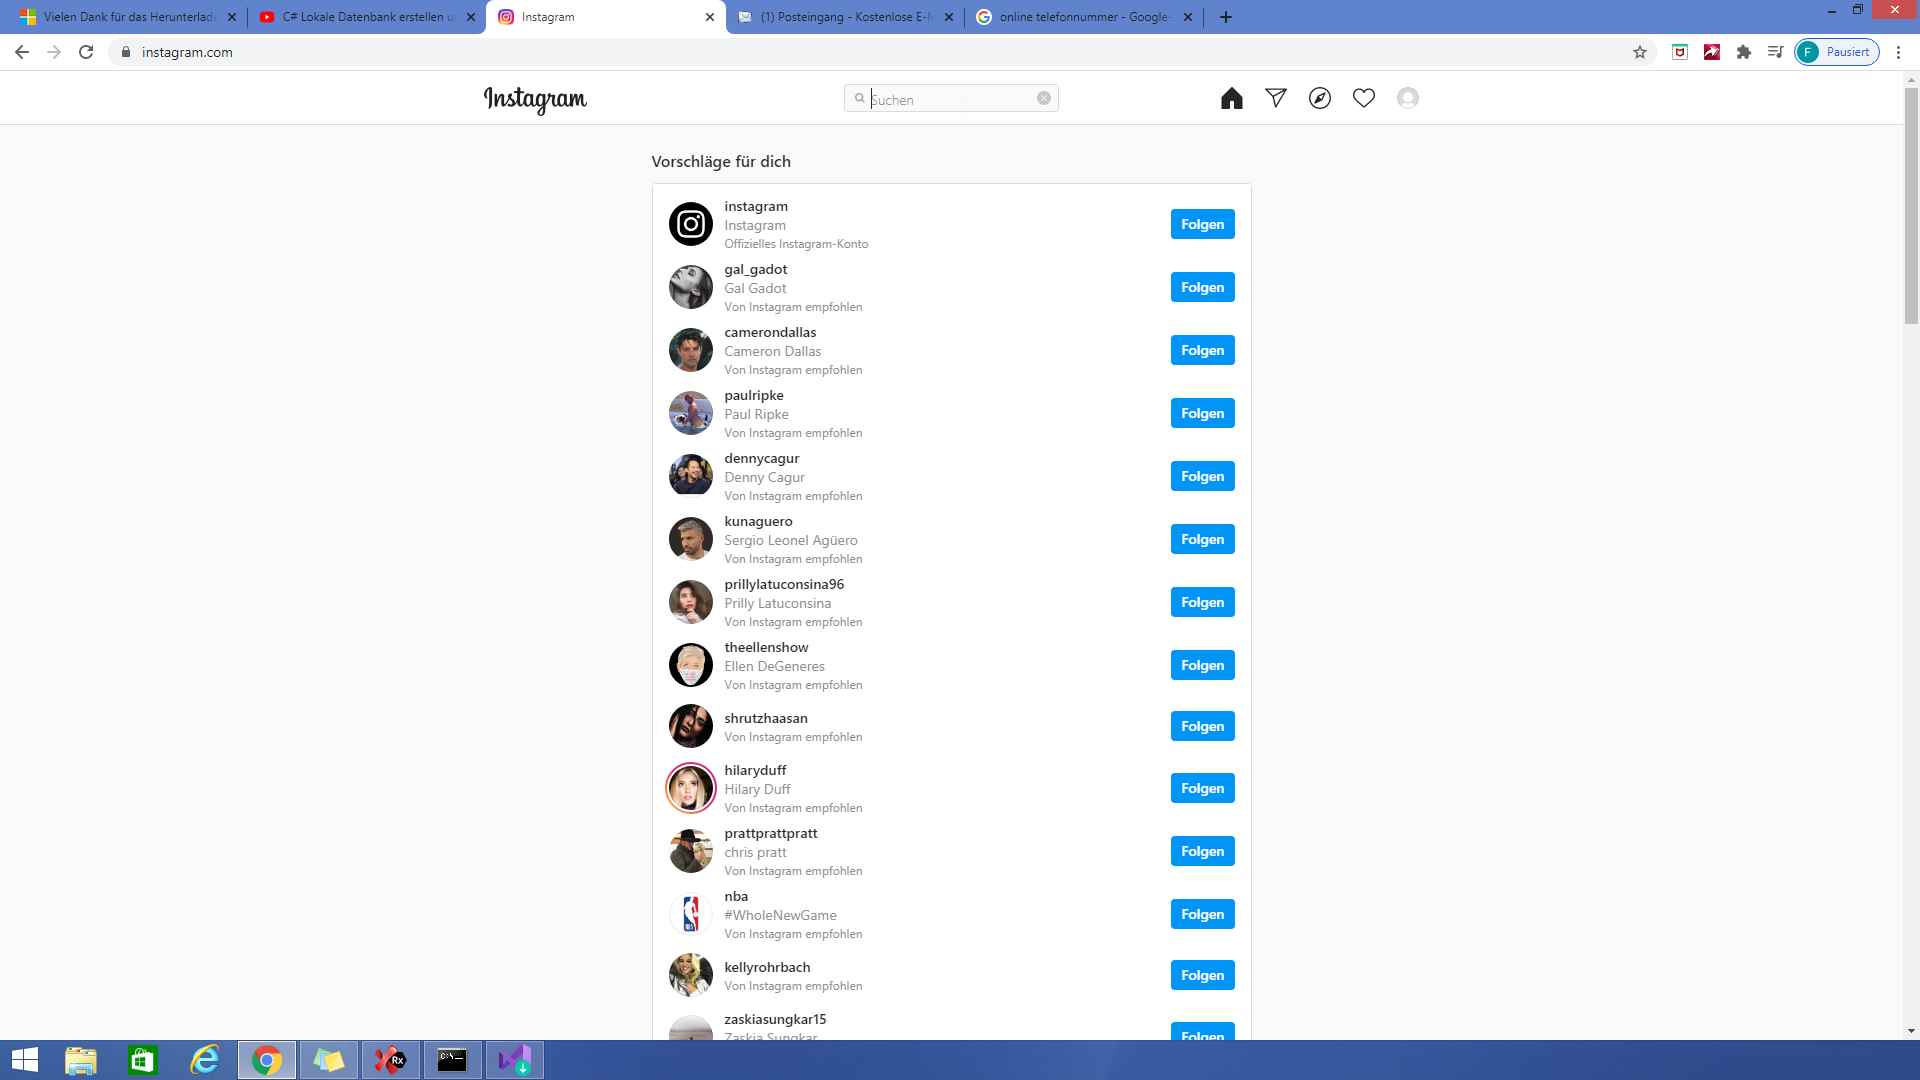 Vielen Dank für das Herunterlad
C# Lokale Datenbank erstellen u
Instagram
(1) Posteingang - Kostenlose E-M
online telefonnummer - Google-
instagram.com
F
Pausiert
Instagram
Suchen
Vorschläge für dich
instagram
Instagram
Offizielles Instagram-Konto
Folgen
gal_gadot
Gal Gadot
Von Instagram empfohlen
Folgen
camerondallas
Cameron Dallas
Von Instagram empfohlen
Folgen
paulripke
Paul Ripke
Von Instagram empfohlen
Folgen
dennycagur
Denny Cagur
Von Instagram empfohlen
Folgen
kunaguero
Sergio Leonel Agüero
Von Instagram empfohlen
Folgen
prillylatuconsina96
Prilly Latuconsina
Von Instagram empfohlen
Folgen
theellenshow
Ellen DeGeneres
Von Instagram empfohlen
Folgen
shrutzhaasan
Von Instagram empfohlen
Folgen
hilaryduff
Hilary Duff
Von Instagram empfohlen
Folgen
prattprattpratt
chris pratt
Von Instagram empfohlen
Folgen
nba
#WholeNewGame
Von Instagram empfohlen
Folgen
kellyrohrbach
Von Instagram empfohlen
Folgen
zaskiasungkar15
Zaskia Sungkar
Folgen
Rx
C:\